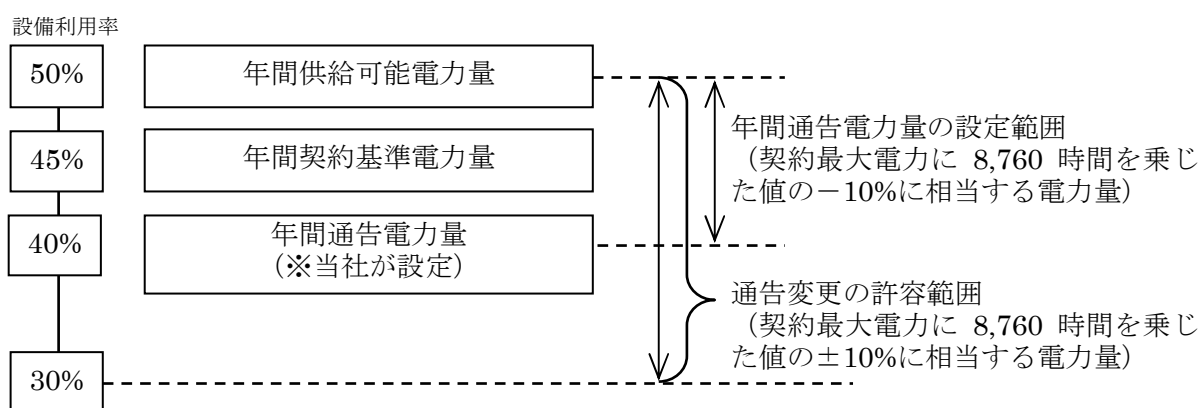 設備利用率
50%
年間供給可能電力量
45%
年間契約基準電力量
40%
年間通告電力量
(※当社が設定)
30%
年間通告電力量の設定範囲
(契約最大電力に 8,760 時間を乗じ
た値の－10%に相当する電力量)
通告変更の許容範囲
(契約最大電力に 8,760 時間を乗じ
た値の±10%に相当する電力量)